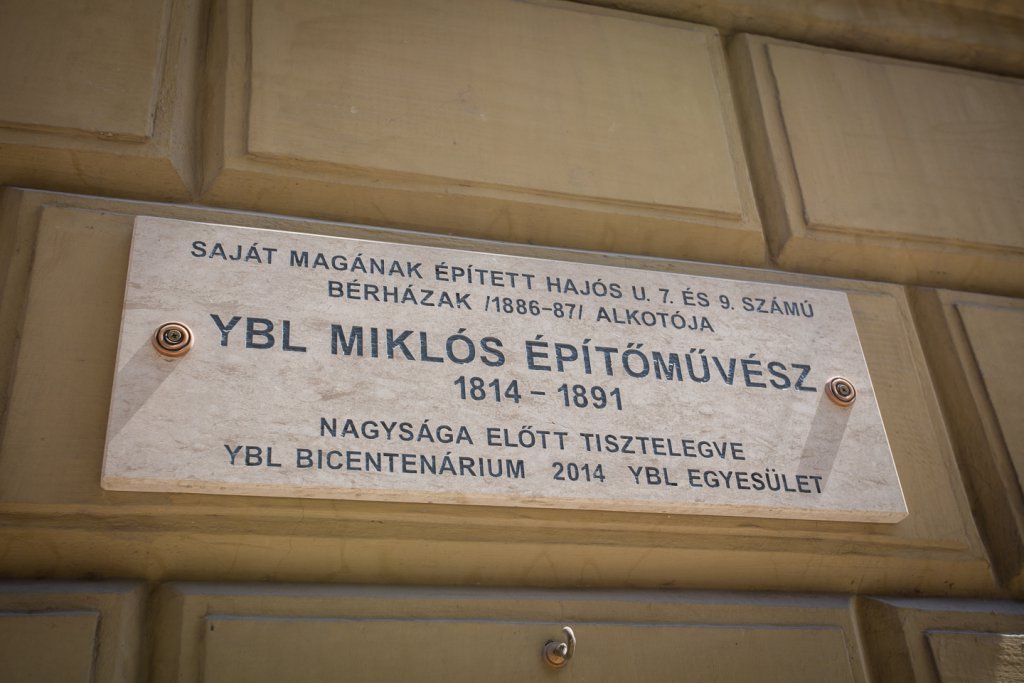 SAJÁT MAGÁNAK ÉPÍTETT HAJÓS U. 7. ÉS 9. SZÁMÚ
BÉRHÁZAK /1886-87/ ALKOTÓJA
YBL MIKLÓS ÉPÍTŐMŰVÉSZ
1814 - 1891
NAGYSÁGA ELŐTT TISZTELEGVE
YBL BICENTENÁRIUM 2014 YBL EGYESÜLET